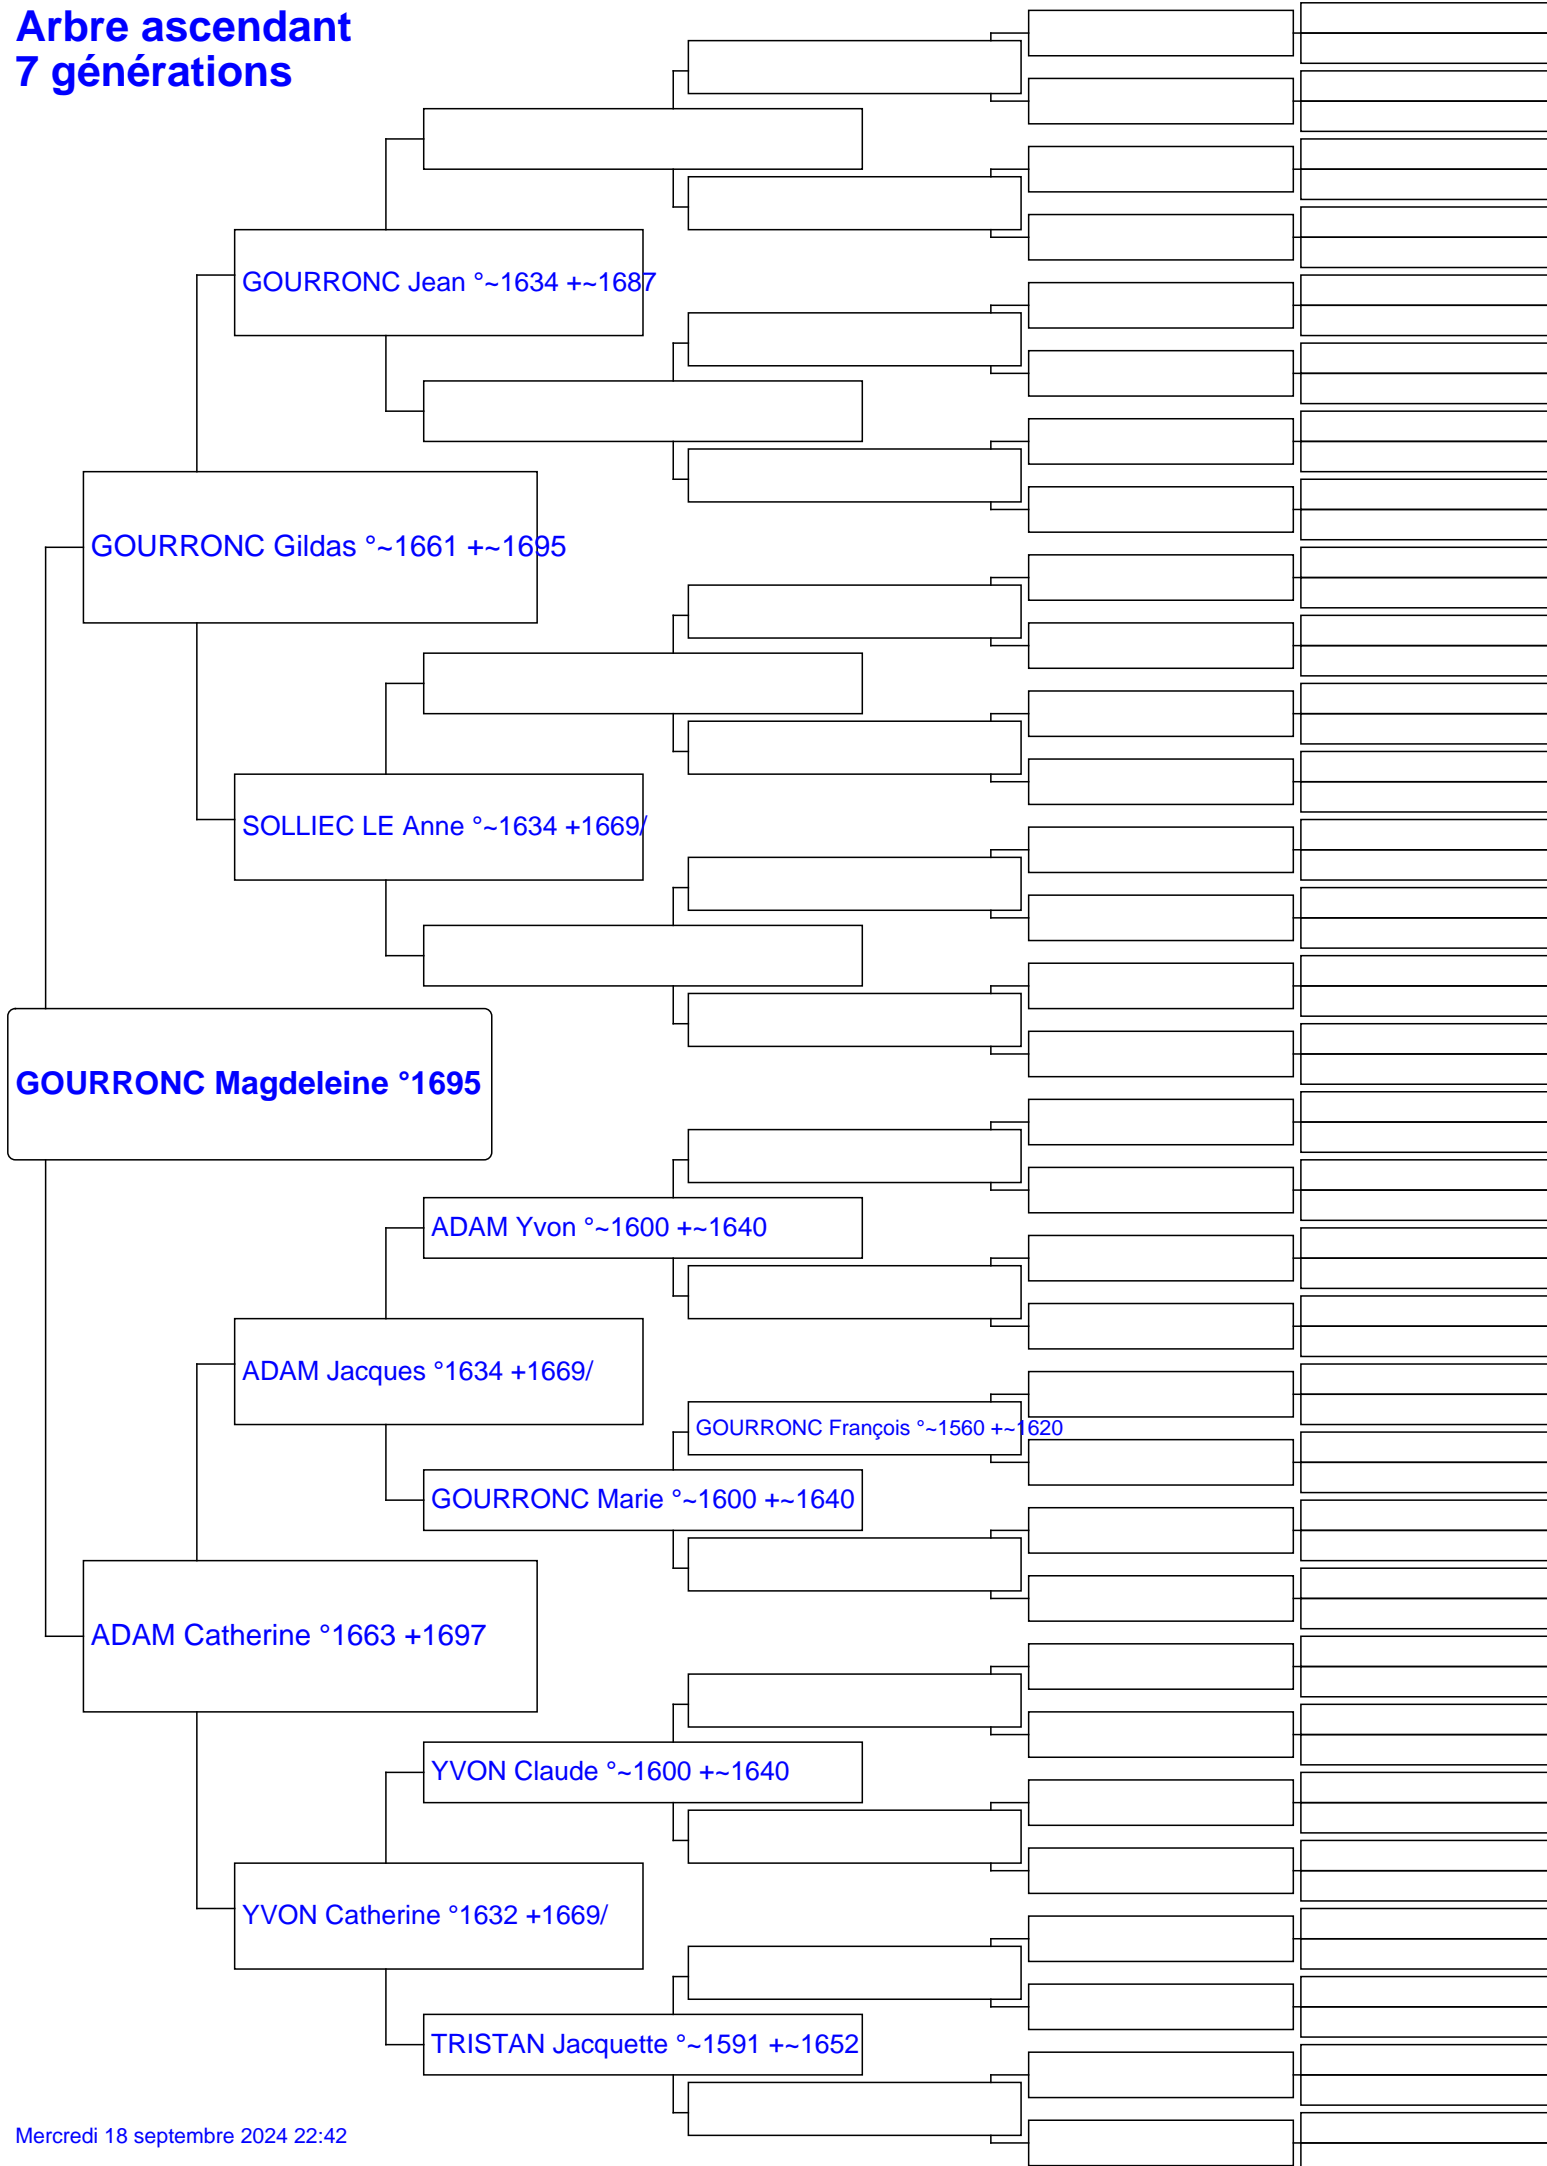 Arbre ascendant
7 générations
GOURRONC Jean °~1634 +~1687
GOURRONC Gildas °~1661 +~1695
SOLLIEC LE Anne °~1634 +1669/
GOURRONC Magdeleine °1695
ADAM Yvon °~1600 +~1640
ADAM Jacques °1634 +1669/
GOURRONC François °~1560 +~1620
GOURRONC Marie °~1600 +~1640
ADAM Catherine °1663 +1697
YVON Claude °~1600 +~1640
YVON Catherine °1632 +1669/
TRISTAN Jacquette °~1591 +~1652
Mercredi 18 septembre 2024 22:42